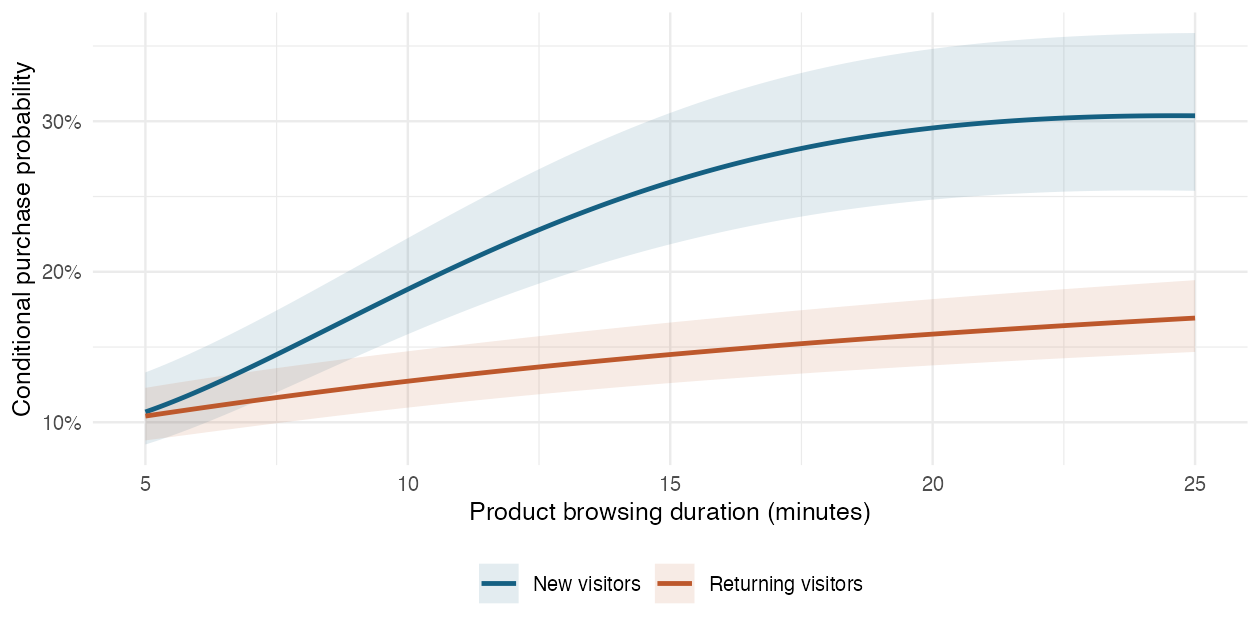 Conditional purchase probability
30%
20%
10%
5 10 15 20 25
Product browsing duration (minutes)
New visitors Returning visitors